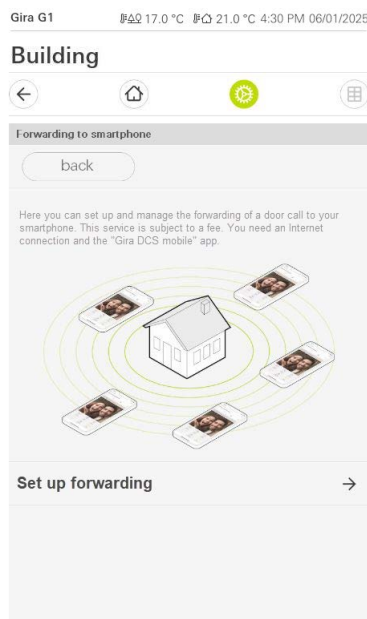 Gira G1 17.0 °C 21.0 °C 4:30 PM 06/01/2025
Building
Forwarding to smartphone
back
Here you can set up and manage the forwarding of a door call to your
smartphone. This service is subject to a fee. You need an Internet
connection and the "Gira DCS mobile" app.
Set up forwarding